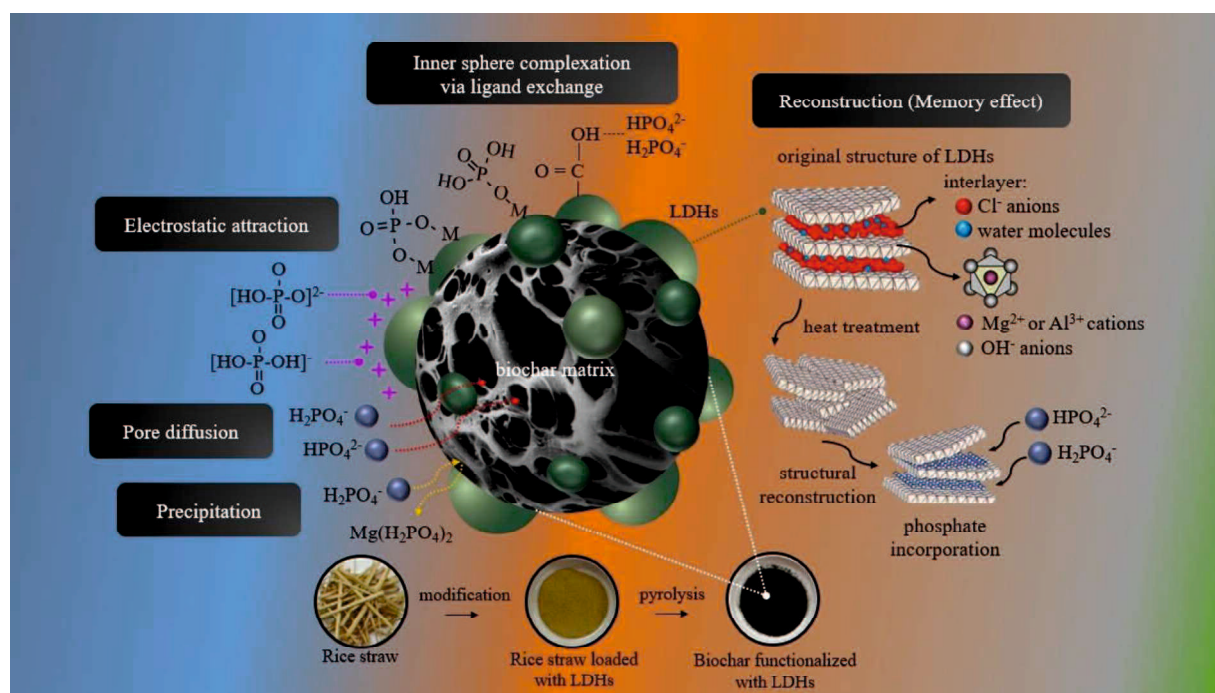 Inner sphere complexation
via ligand exchange
Reconstruction (Memory effect)
Electrostatic attraction
Pore diffusion
Precipitation
OH
HPO₄²⁻
H₂PO₄⁻
O = C
OH
P
O
HO
O
M
OH
O
P
O
M
O
M
LDHs
original structure of LDHs
interlayer:
Cl⁻ anions
water molecules
Mg²⁺ or Al³⁺ cations
OH⁻ anions
heat treatment
O
[HO-P-O]²⁻
O
O
[HO-P-OH]⁻
O
+
+
+
+
+
+
biochar matrix
H₂PO₄⁻
HPO₄²⁻
H₂PO₄⁻
Mg(H₂PO₄)₂
structural
reconstruction
HPO₄²⁻
H₂PO₄⁻
phosphate
incorporation
modification
pyrolysis
Rice straw
Rice straw loaded
with LDHs
Biochar functionalized
with LDHs